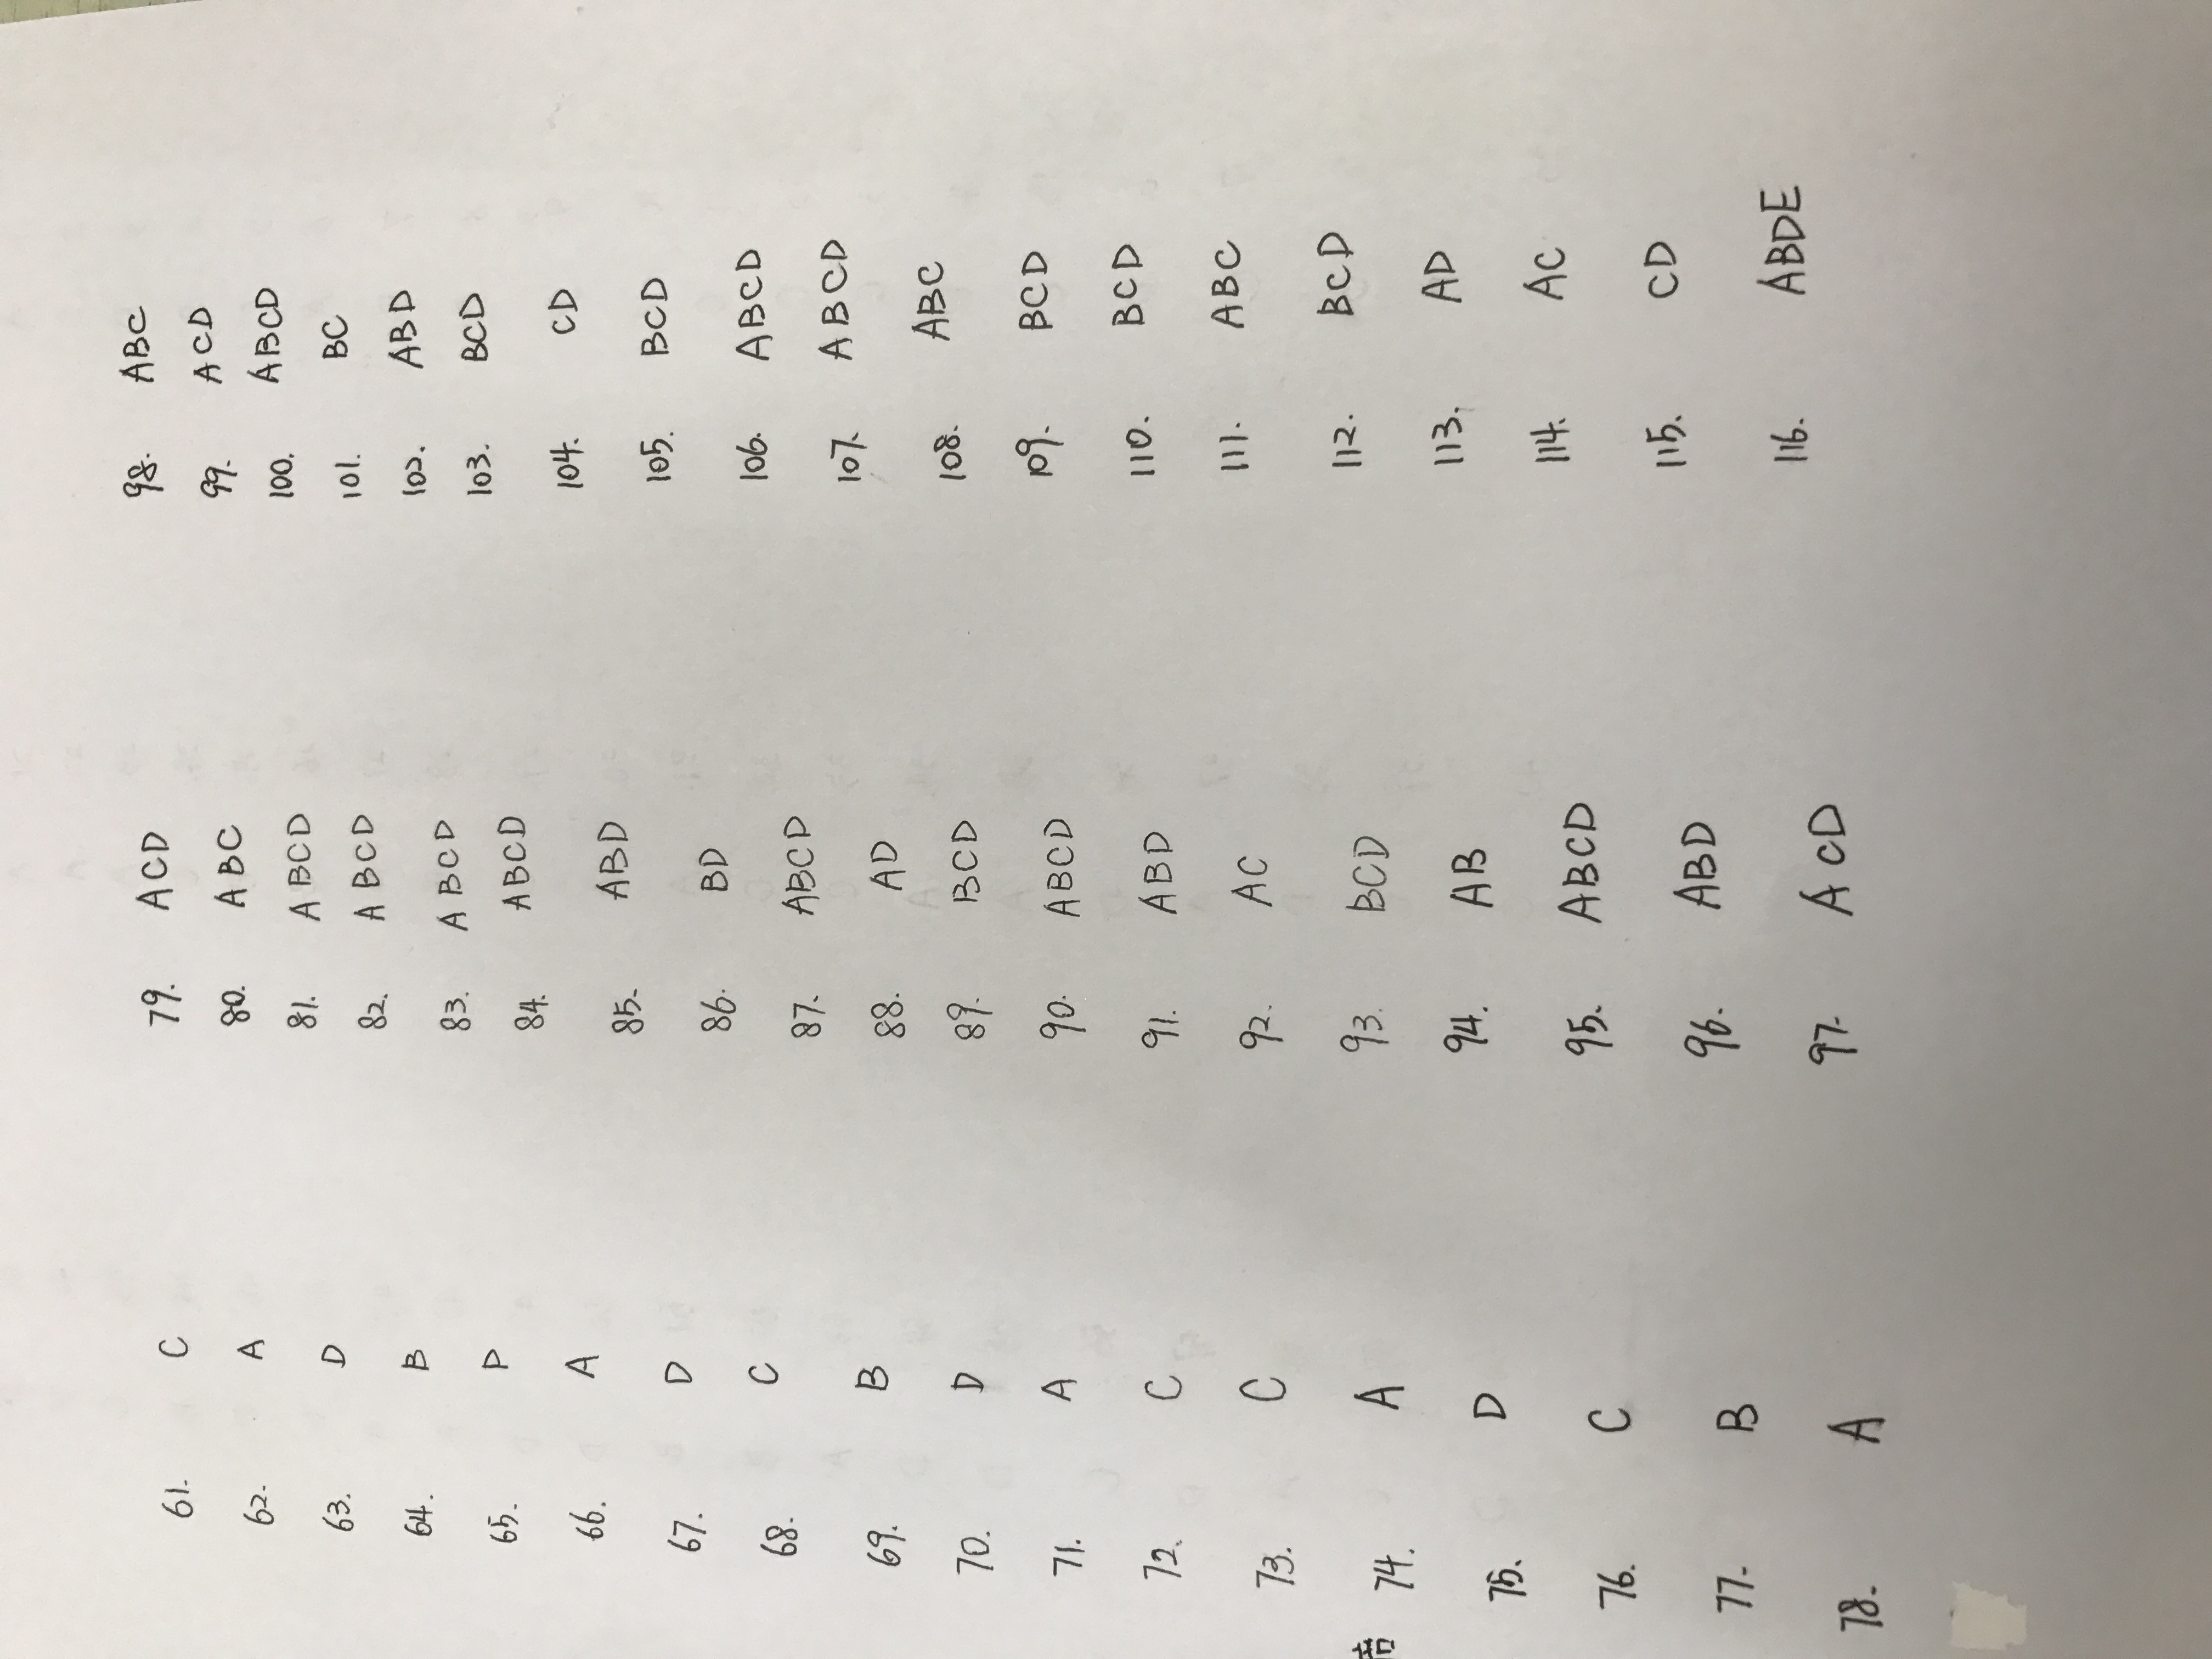 61. C
62. A
63. D
64. B
65. D
66. A
67. D
68. C
69. B
70. D
71. A
72. C
73. C
74. A
75. D
76. C
77. B
78. A
79. ACD
80. ABC
81. ABCD
82. ABCD
83. ABCD
84. ABCD
85. ABD
86. BD
87. ABCD
88. AD
89. BCD
90. ABCD
91. ABD
92. AC
93. BCD
94. AB
95. ABCD
96. ABD
97. ACD
98. ABC
99. ACD
100. ABCD
101. BC
102. ABD
103. BCD
104. CD
105. BCD
106. ABCD
107. ABCD
108. ABC
109. BCD
110. BCD
111. ABC
112. BCD
113. AD
114. AC
115. CD
116. ABDE